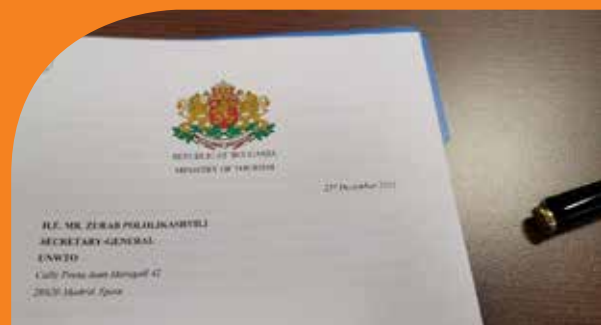 REPUBLIC OF BULGARIA
MINISTRY OF TOURISM
December
H.E. MR. ZURAB POLOLIKASHVILI
SECRETARY-GENERAL
UNWTO
Calle Poeta Joan Maragall 42
28020 Madrid Spain